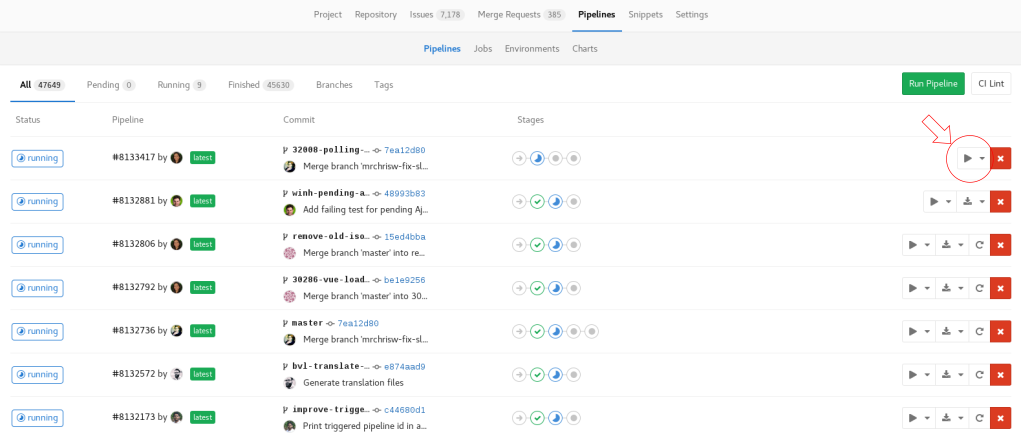 Project Repository Issues 7,178 Merge Requests 385 Pipelines Snippets Settings
Pipelines Jobs Environments Charts
All 47649 Pending 0 Running 9 Finished 45630 Branches Tags Run Pipeline CI Lint
Status Pipeline Commit Stages
running #8133417 by latest 32008-polling-… 7ea12d80
Merge branch 'mrchrisw-fix-sl…
running #8132881 by latest winh-pending-a… 48993b83
Add failing test for pending Aj…
running #8132806 by latest remove-old-iso… 15ed4bba
Merge branch 'master' into re…
running #8132792 by latest 30286-vue-load… be1e9256
Merge branch 'master' into 30…
running #8132736 by latest master 7ea12d80
Merge branch 'mrchrisw-fix-sl…
running #8132572 by latest bvl-translate-… e874aad9
Generate translation files
running #8132173 by latest improve-trigge… c44680d1
Print triggered pipeline id in a…